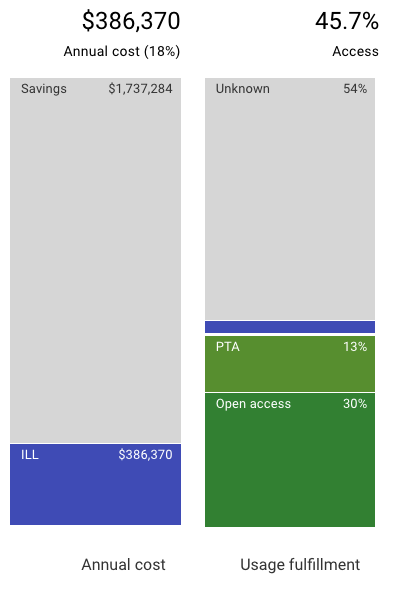 $386,370
Annual cost (18%)
45.7%
Access
Savings $1,737,284
ILL $386,370
Annual cost
Unknown 54%
PTA 13%
Open access 30%
Usage fulfillment